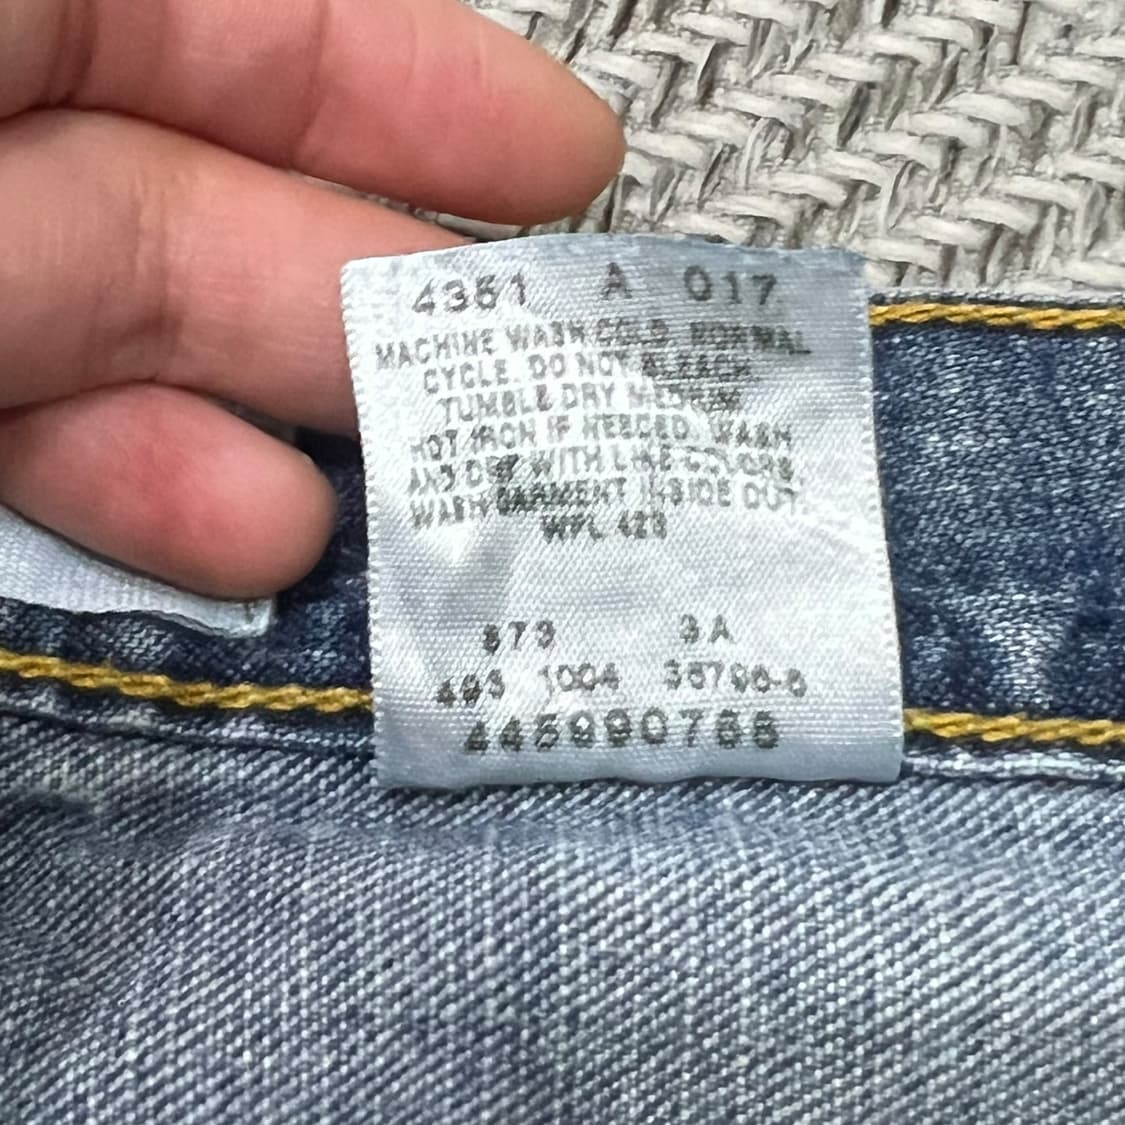 4351 A 017
MACHINE WASH COLD, NORMAL
CYCLE. DO NOT BLEACH
TUMBLE DRY MEDIUM
HOT IRON IF NEEDED. WASH
AND DRY WITH LIKE COLORS.
WASH GARMENT INSIDE OUT
WPL 423
3A
1004